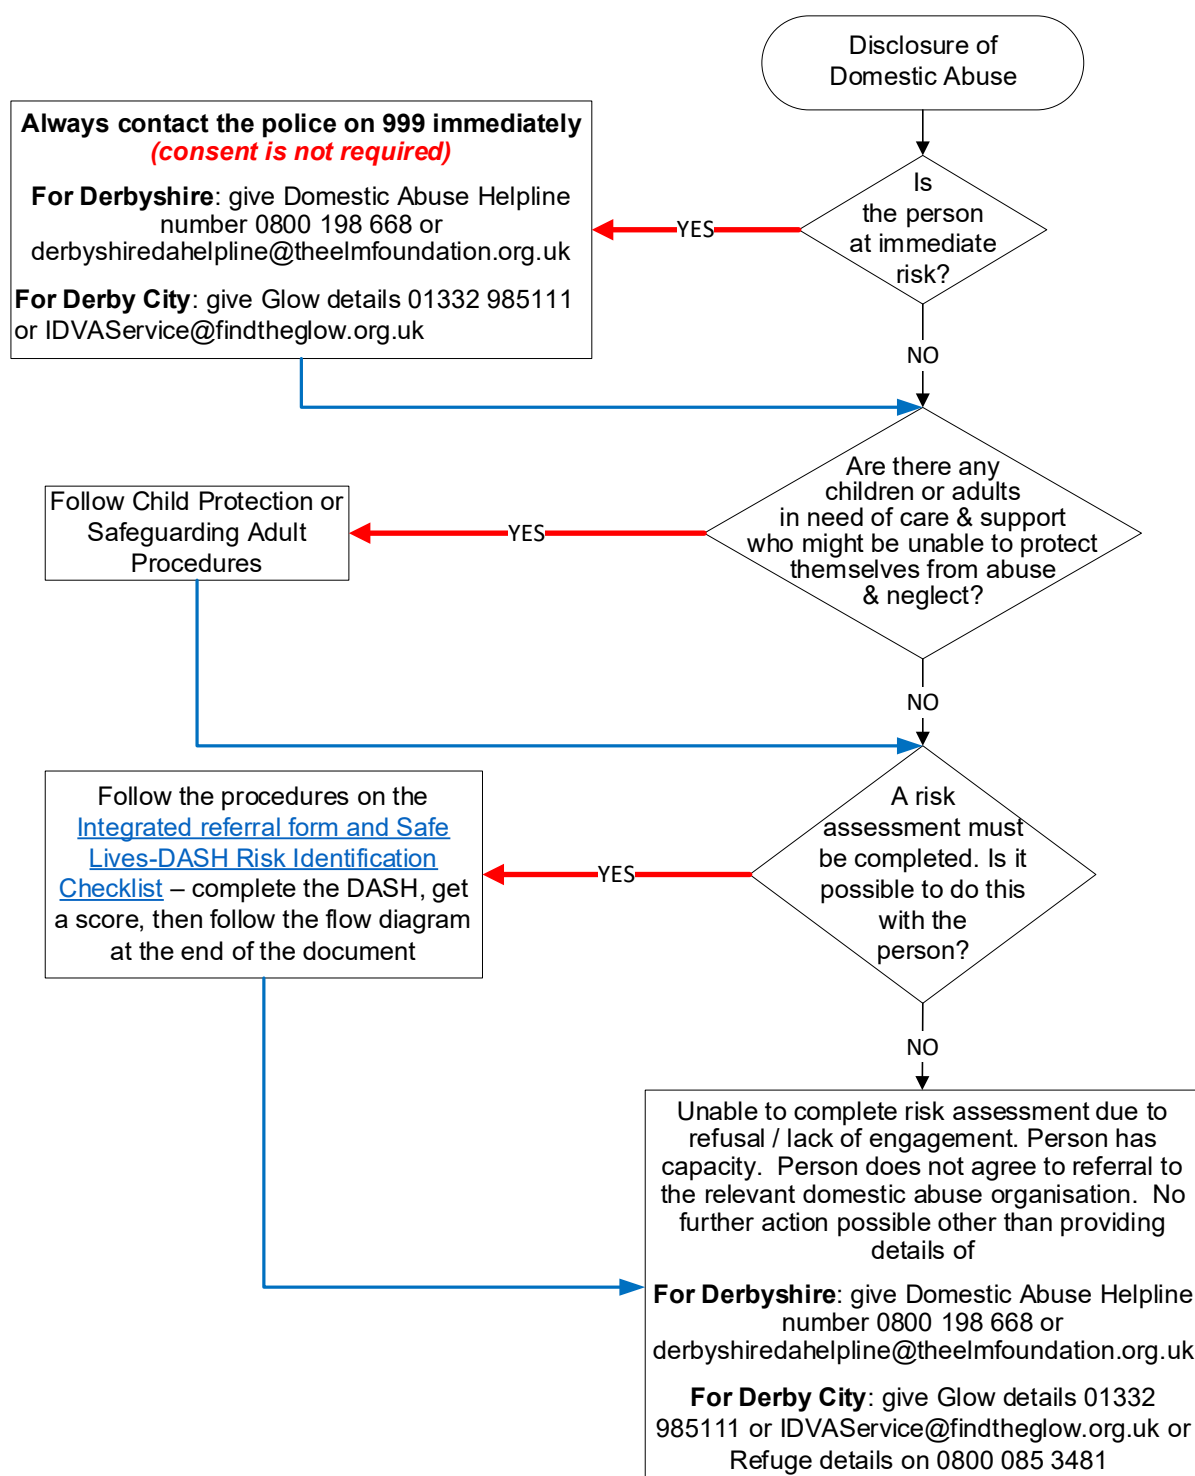 Disclosure of
Domestic Abuse
Is
the person
at immediate
risk?
YES
Always contact the police on 999 immediately
(consent is not required)
For Derbyshire: give Domestic Abuse Helpline
number 0800 198 668 or
derbyshiredahelpline@theelmfoundation.org.uk
For Derby City: give Glow details 01332 985111
or IDVAService@findtheglow.org.uk
NO
Are there any
children or adults
in need of care & support
who might be unable to protect
themselves from abuse
& neglect?
YES
Follow Child Protection or
Safeguarding Adult
Procedures
NO
A risk
assessment must
be completed. Is it
possible to do this
with the
person?
YES
Follow the procedures on the
Integrated referral form and Safe
Lives-DASH Risk Identification
Checklist – complete the DASH, get
a score, then follow the flow diagram
at the end of the document
NO
Unable to complete risk assessment due to
refusal / lack of engagement. Person has
capacity.  Person does not agree to referral to
the relevant domestic abuse organisation.  No
further action possible other than providing
details of
For Derbyshire: give Domestic Abuse Helpline
number 0800 198 668 or
derbyshiredahelpline@theelmfoundation.org.uk
For Derby City: give Glow details 01332
985111 or IDVAService@findtheglow.org.uk or
Refuge details on 0800 085 3481